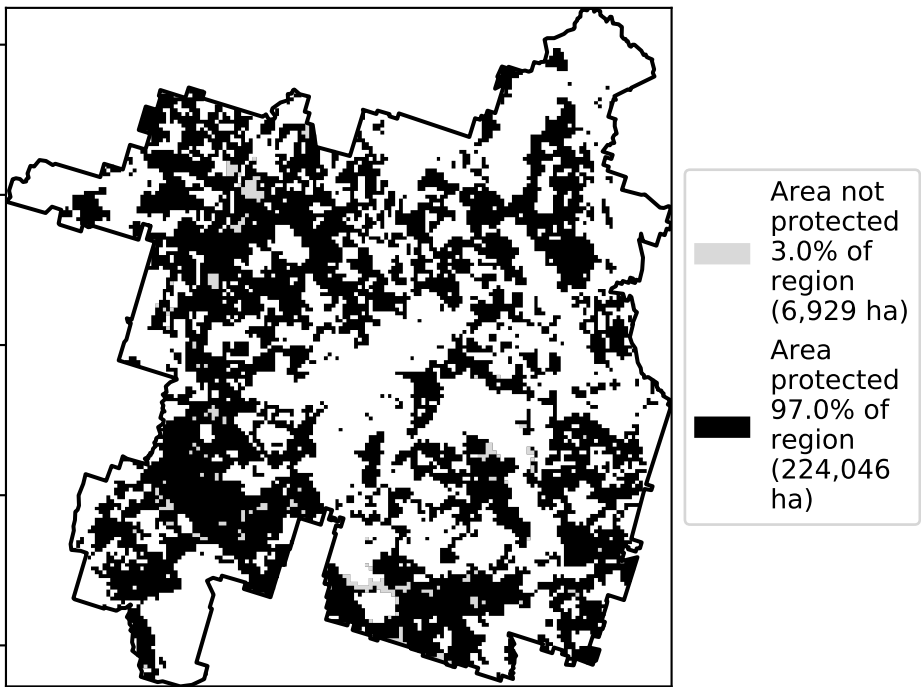 Area not
protected
3.0% of
region
(6,929 ha)
Area
protected
97.0% of
region
(224,046
ha)